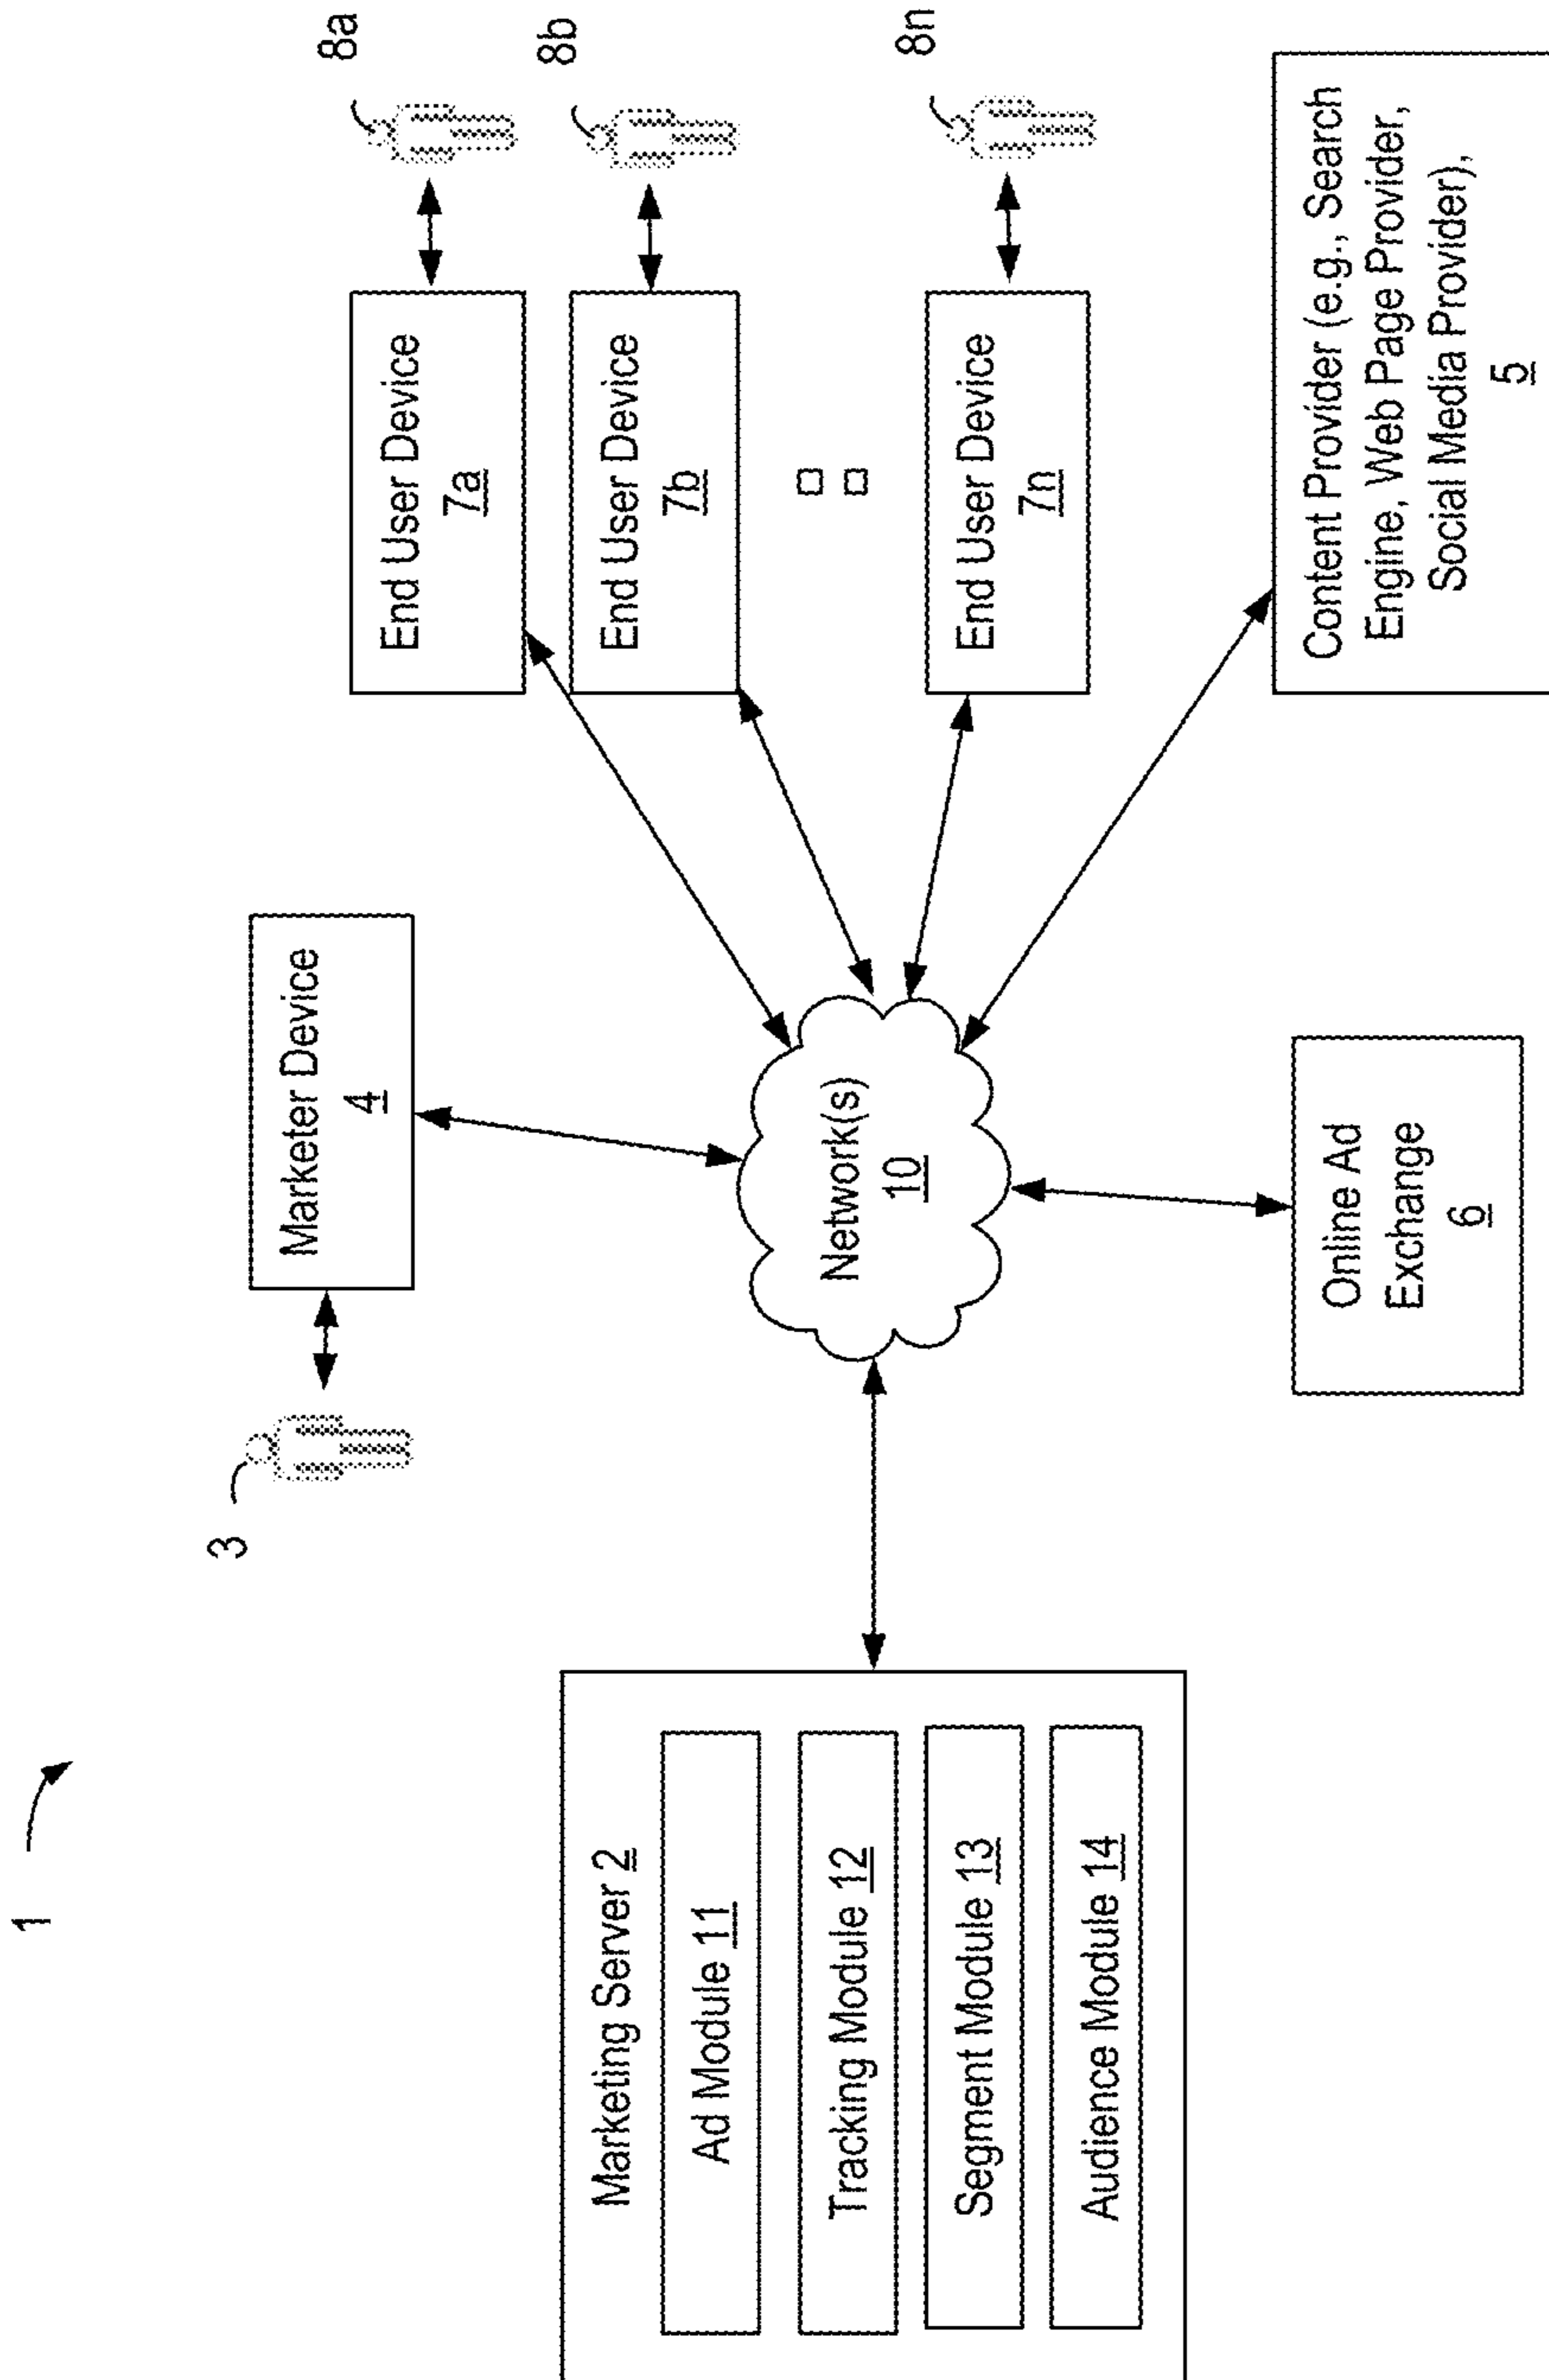 1
3
Marketer Device
4
8a
End User Device
7a
8b
End User Device
7b
8n
End User Device
7n
Marketing Server 2
Ad Module 11
Tracking Module 12
Segment Module 13
Audience Module 14
Network(s)
10
Online Ad
Exchange
6
Content Provider (e.g., Search
Engine, Web Page Provider,
Social Media Provider),
5